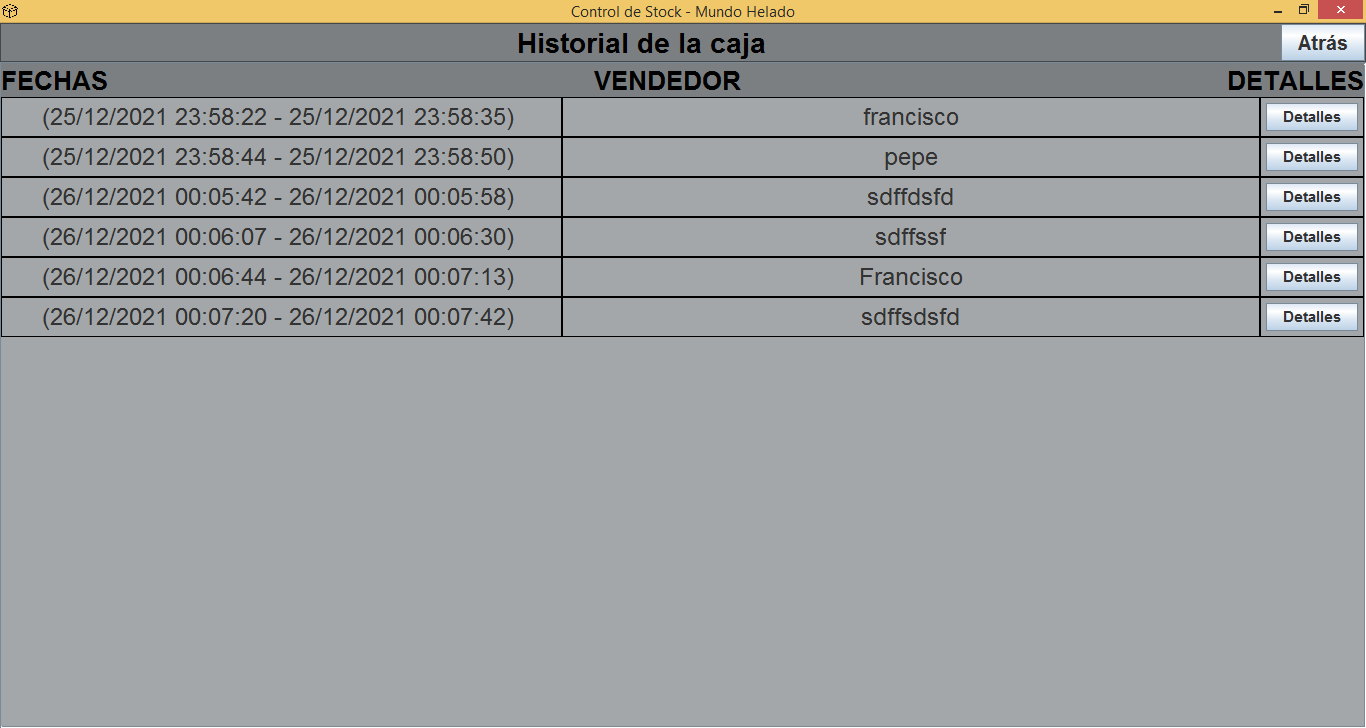 Control de Stock - Mundo Helado
Historial de la caja Atrás
FECHAS VENDEDOR DETALLES
(25/12/2021 23:58:22 - 25/12/2021 23:58:35) francisco Detalles
(25/12/2021 23:58:44 - 25/12/2021 23:58:50) pepe Detalles
(26/12/2021 00:05:42 - 26/12/2021 00:05:58) sdffdsfd Detalles
(26/12/2021 00:06:07 - 26/12/2021 00:06:30) sdffssf Detalles
(26/12/2021 00:06:44 - 26/12/2021 00:07:13) Francisco Detalles
(26/12/2021 00:07:20 - 26/12/2021 00:07:42) sdffsdsfd Detalles